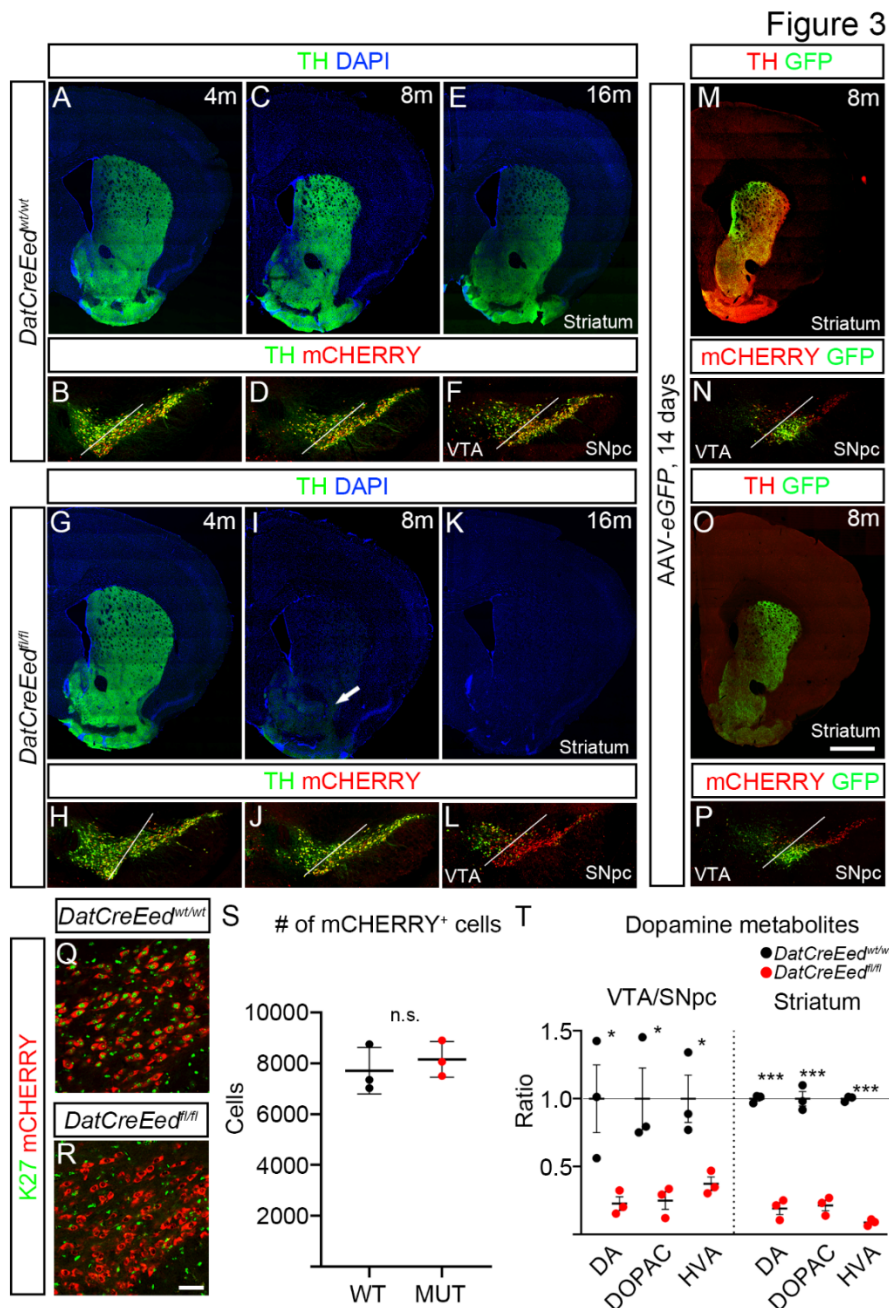 Figure 3
TH DAPI
TH GFP
DatCreEed^wt/wt
A 4m
C 8m
E 16m
Striatum
M 8m
Striatum
TH mCHERRY
mCHERRY GFP
B
D
F
VTA SNpc
N
VTA SNpc
AAV-eGFP, 14 days
TH DAPI
TH GFP
DatCreEed^fl/fl
G 4m
I 8m
K 16m
Striatum
O 8m
Striatum
TH mCHERRY
mCHERRY GFP
H
J
L
VTA SNpc
P
VTA SNpc
K27 mCHERRY
DatCreEed^wt/wt
Q
DatCreEed^fl/fl
R
S
# of mCHERRY+ cells
n.s.
Cells
10000
8000
6000
4000
2000
WT MUT
T
Dopamine metabolites
DatCreEed^wt/w
DatCreEed^fl/fl
VTA/SNpc Striatum
Ratio
1.5
1.0
0.5
* * *
*** *** ***
DA DOPAC HVA DA DOPAC HVA